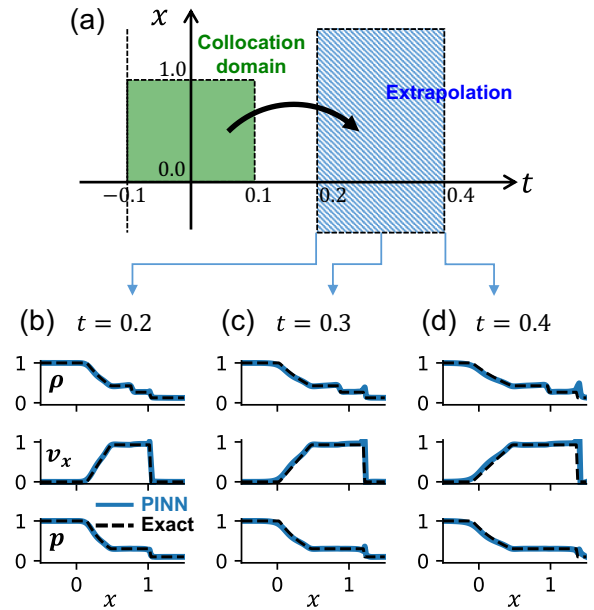 (a)
x
Collocation
domain
1.0
Extrapolation
0.0
−0.1
0.1
0.2
0.4
t
(b) t = 0.2
(c) t = 0.3
(d) t = 0.4
1
ρ
0
1
v_x
0
PINN
Exact
1
p
0
0 1
x
0 1
x
0 1
x